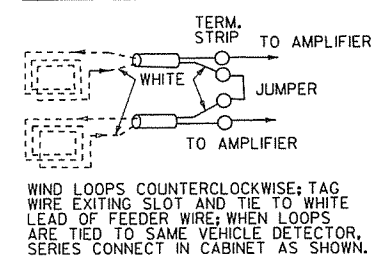 TERM.
STRIP
TO AMPLIFIER
WHITE
JUMPER
TO AMPLIFIER
WIND LOOPS COUNTERCLOCKWISE; TAG
WIRE EXITING SLOT AND TIE TO WHITE
LEAD OF FEEDER WIRE; WHEN LOOPS
ARE TIED TO SAME VEHICLE DETECTOR,
SERIES CONNECT IN CABINET AS SHOWN.